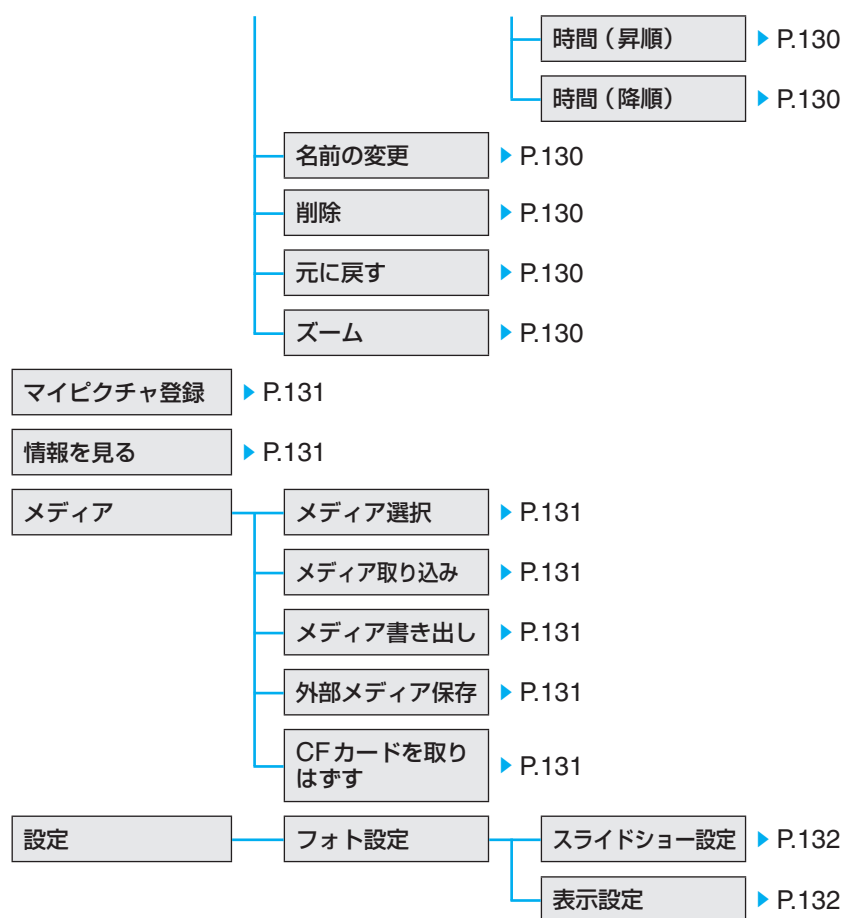 時間（昇順） P.130
時間（降順） P.130
名前の変更 P.130
削除 P.130
元に戻す P.130
ズーム P.130
マイピクチャ登録 P.131
情報を見る P.131
メディア メディア選択 P.131
メディア取り込み P.131
メディア書き出し P.131
外部メディア保存 P.131
CFカードを取り
はずす P.131
設定 フォト設定 スライドショー設定 P.132
表示設定 P.132